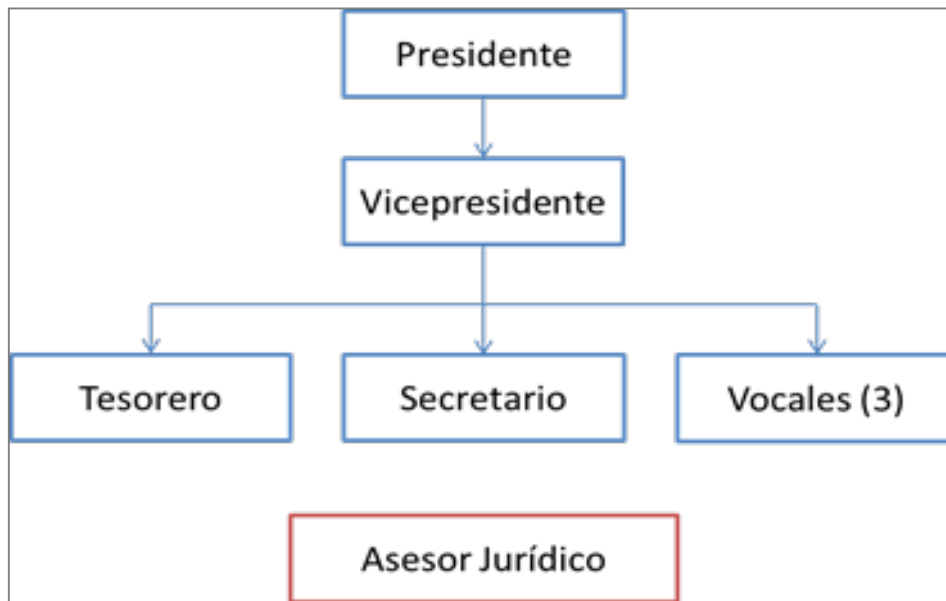 Presidente
Vicepresidente
Tesorero
Secretario
Vocales (3)
Asesor Jurídico